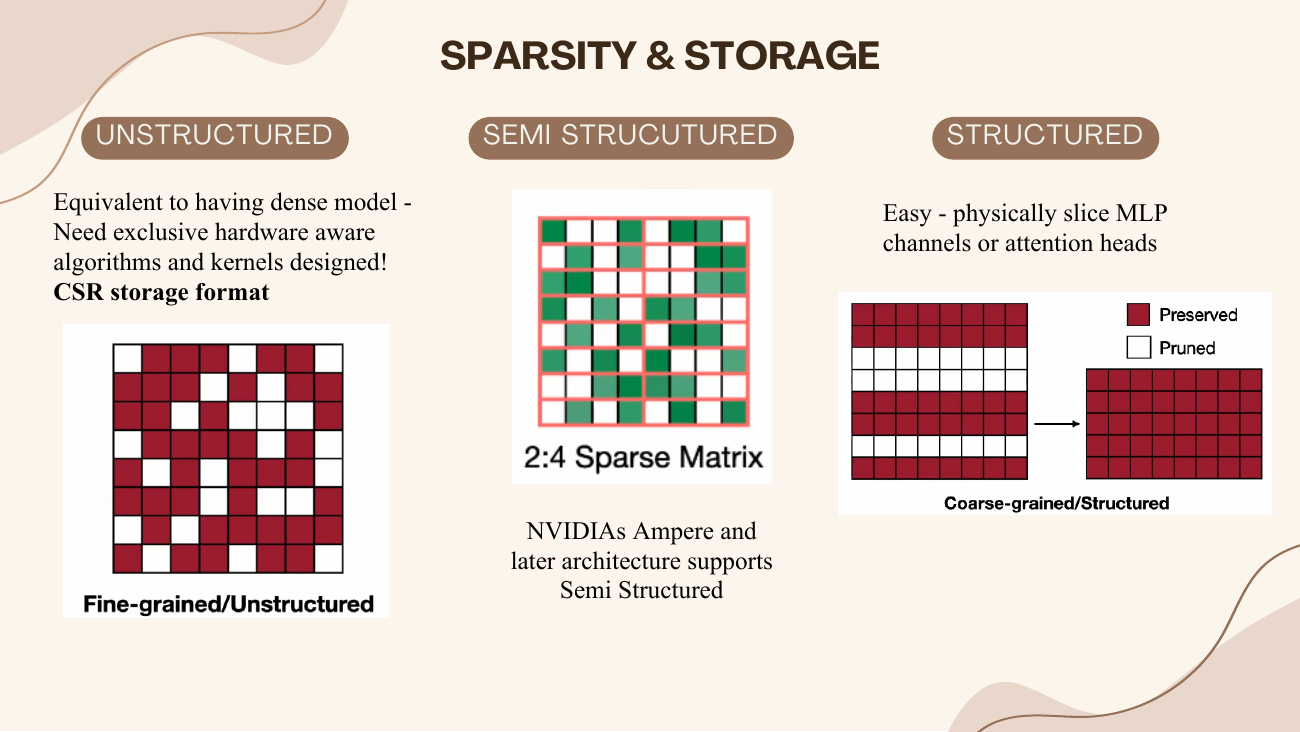 SPARSITY & STORAGE
UNSTRUCTURED
Equivalent to having dense model -
Need exclusive hardware aware
algorithms and kernels designed!
CSR storage format
Fine-grained/Unstructured
SEMI STRUCUTURED
2:4 Sparse Matrix
NVIDIAs Ampere and
later architecture supports
Semi Structured
STRUCTURED
Easy - physically slice MLP
channels or attention heads
Preserved
Pruned
Coarse-grained/Structured